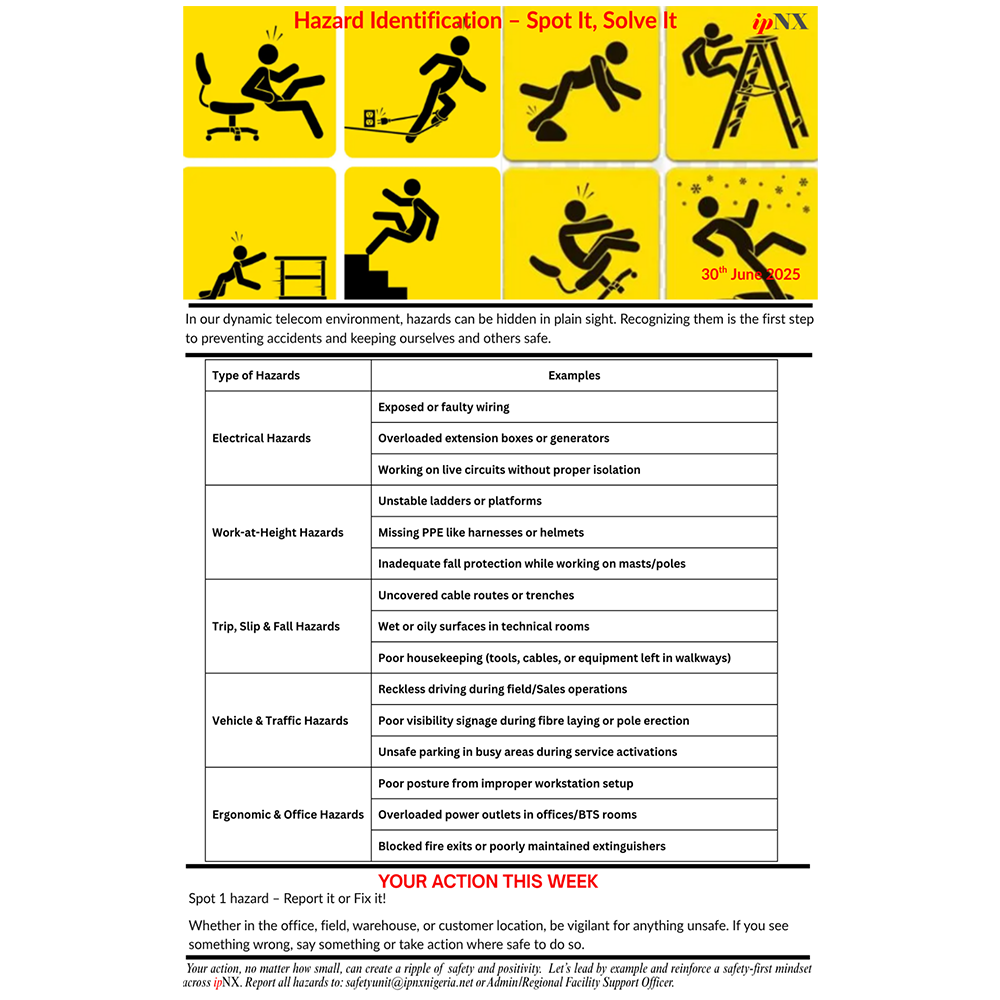 Hazard Identification – Spot It, Solve It
ipNX
30th June 2025
In our dynamic telecom environment, hazards can be hidden in plain sight. Recognizing them is the first step
to preventing accidents and keeping ourselves and others safe.
Type of Hazards
Examples
Electrical Hazards
Exposed or faulty wiring
Overloaded extension boxes or generators
Working on live circuits without proper isolation
Work-at-Height Hazards
Unstable ladders or platforms
Missing PPE like harnesses or helmets
Inadequate fall protection while working on masts/poles
Trip, Slip & Fall Hazards
Uncovered cable routes or trenches
Wet or oily surfaces in technical rooms
Poor housekeeping (tools, cables, or equipment left in walkways)
Vehicle & Traffic Hazards
Reckless driving during field/Sales operations
Poor visibility signage during fibre laying or pole erection
Unsafe parking in busy areas during service activations
Ergonomic & Office Hazards
Poor posture from improper workstation setup
Overloaded power outlets in offices/BTS rooms
Blocked fire exits or poorly maintained extinguishers
YOUR ACTION THIS WEEK
Spot 1 hazard – Report it or Fix it!
Whether in the office, field, warehouse, or customer location, be vigilant for anything unsafe. If you see
something wrong, say something or take action where safe to do so.
Your action, no matter how small, can create a ripple of safety and positivity. Let's lead by example and reinforce a safety-first mindset
across ipNX. Report all hazards to: safetyunit@ipnxnigeria.net or Admin/Regional Facility Support Officer.